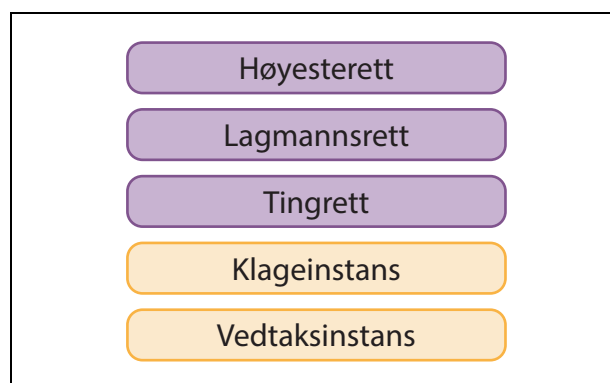 Høyesterett
Lagmannsrett
Tingrett
Klageinstans
Vedtaksinstans